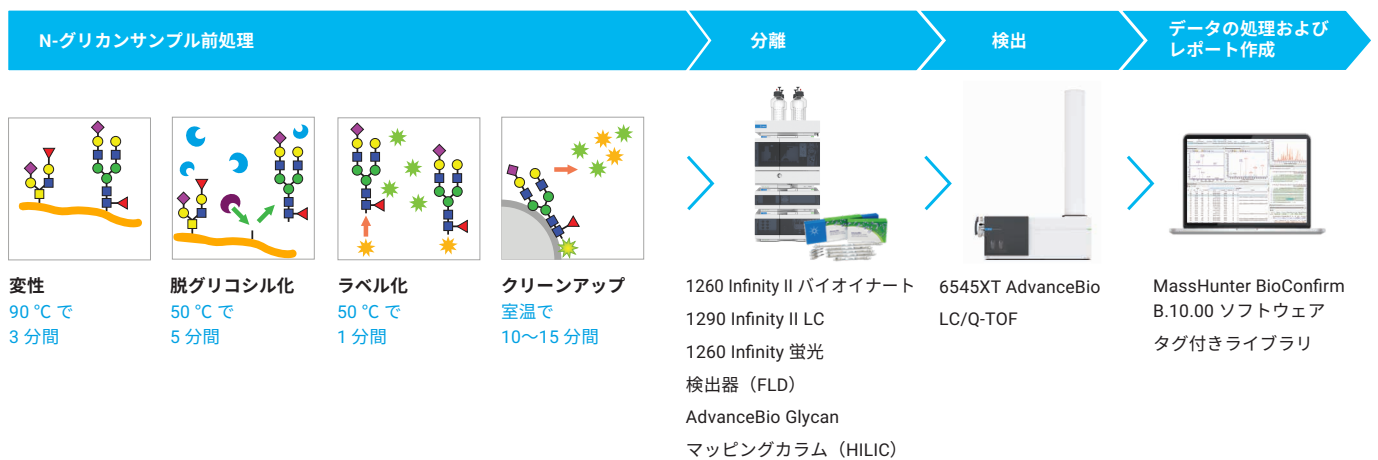 N-グリカンサンプル前処理
分離
検出
データの処理および
レポート作成
変性
90 °C で
3 分間
脱グリコシル化
50 °C で
5 分間
ラベル化
50 °C で
1 分間
クリーンアップ
室温で
10～15 分間
1260 Infinity II バイオイナート
1290 Infinity II LC
1260 Infinity 蛍光
検出器（FLD）
AdvanceBio Glycan
マッピングカラム（HILIC）
6545XT AdvanceBio
LC/Q-TOF
MassHunter BioConfirm
B.10.00 ソフトウェア
タグ付きライブラリ